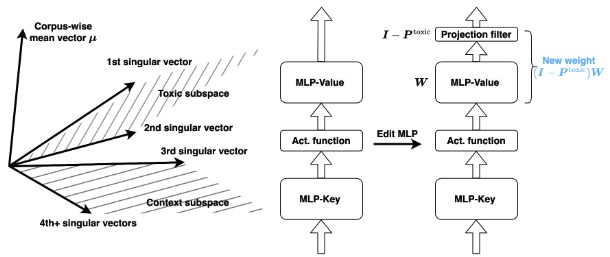 Corpus-wise
mean vector μ
1st singular vector
Toxic subspace
2nd singular vector
3rd singular vector
Context subspace
4th+ singular vectors
MLP-Value
Act. function
MLP-Key
Edit MLP
I − P^toxic
Projection filter
W
MLP-Value
Act. function
MLP-Key
New weight
(I − P^toxic)W